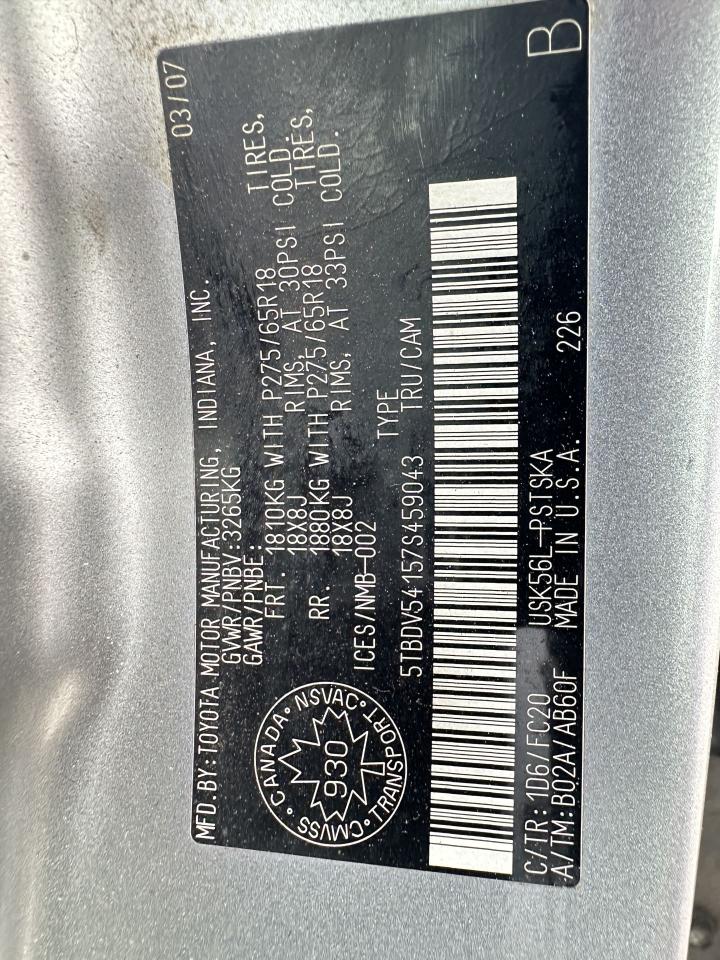 MFD.BY:TOYOTA MOTOR MANUFACTURING, INDIANA, INC. 03/07
GVWR/PNBV:3265KG
GAWR/PNBE:
FRT. 1810KG WITH P275/65R18 TIRES,
18X8J RIMS, AT 30PSI COLD.
RR. 1880KG WITH P275/65R18 TIRES,
18X8J RIMS, AT 33PSI COLD.
ICES/NMB-002
CANADA • NSVAC • TRANSPORT • CMVSS •
930
5TBDV54157S459043 TYPE TRU/CAM
C/TR: 1D6/FC20 USK56L-PSTSKA
A/TM: B02A/AB60F MADE IN U.S.A. 226
B